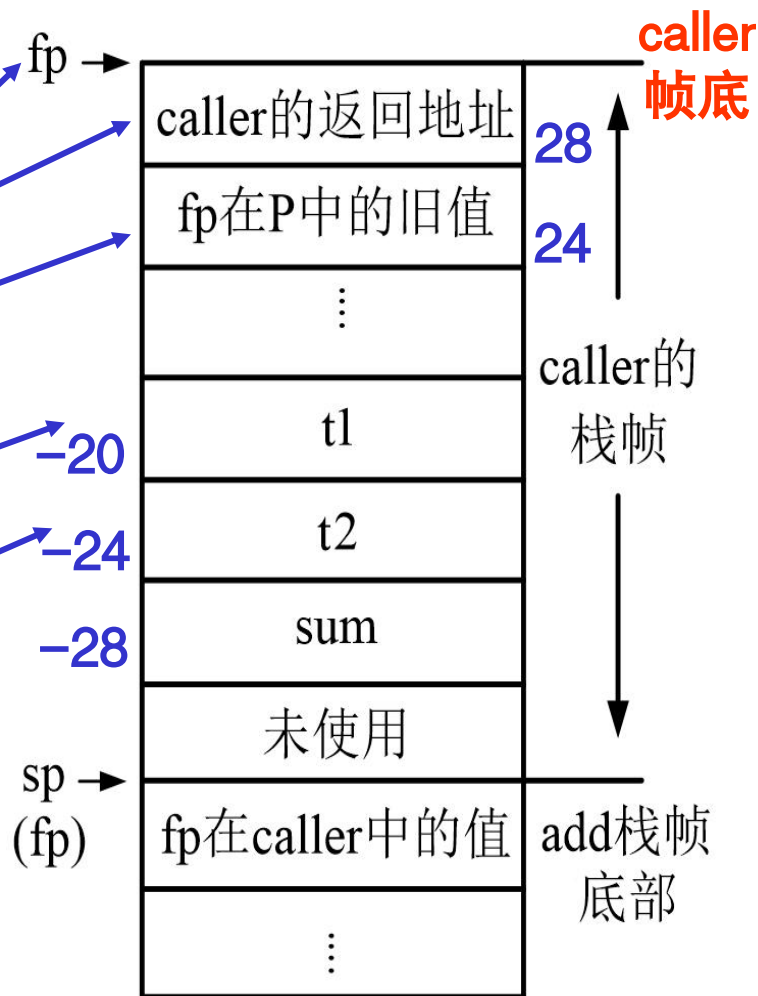 caller
帧底
fp
caller的返回地址
28
fp在P中的旧值
24
⋮
caller的
栈帧
t1
-20
t2
-24
sum
-28
未使用
sp
(fp)
fp在caller中的值
add栈帧
底部
⋮